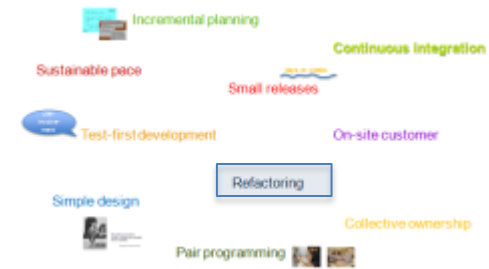 Incremental planning
Continuous integration
Sustainable pace
Small releases
Test-first development
On-site customer
Refactoring
Simple design
Collective ownership
Pair programming